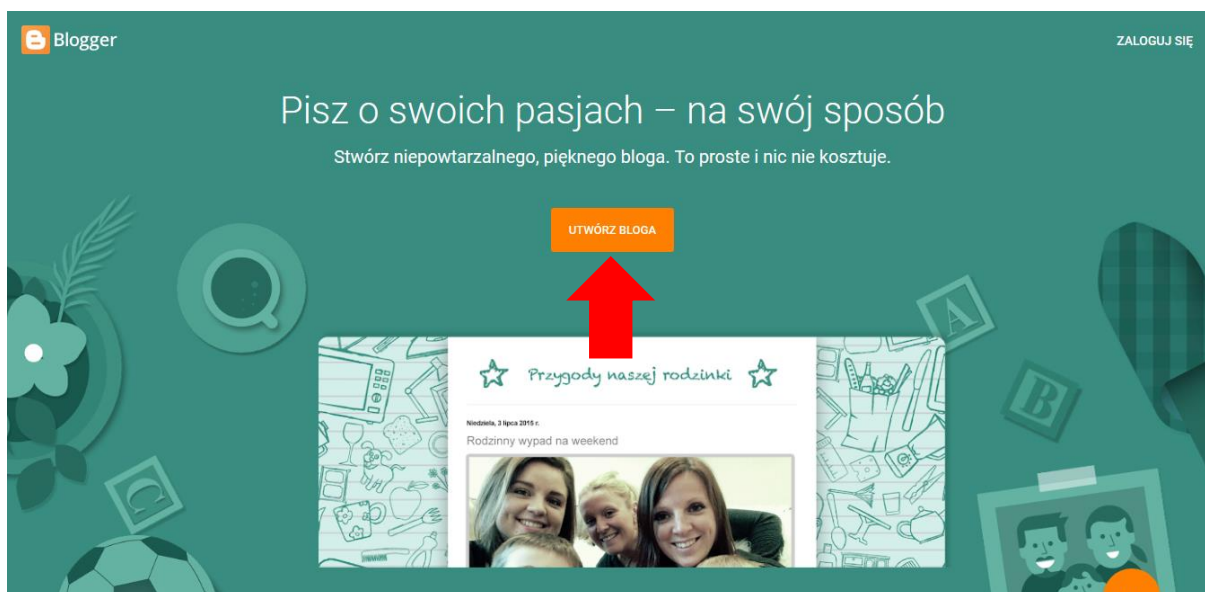 Blogger
ZALOGUJ SIĘ
Pisz o swoich pasjach – na swój sposób
Stwórz niepowtarzalnego, pięknego bloga. To proste i nic nie kosztuje.
UTWÓRZ BLOGA
Przygody naszej rodzinki
Niedziela, 3 lipca 2015 r.
Rodzinny wypad na weekend
A
B
C